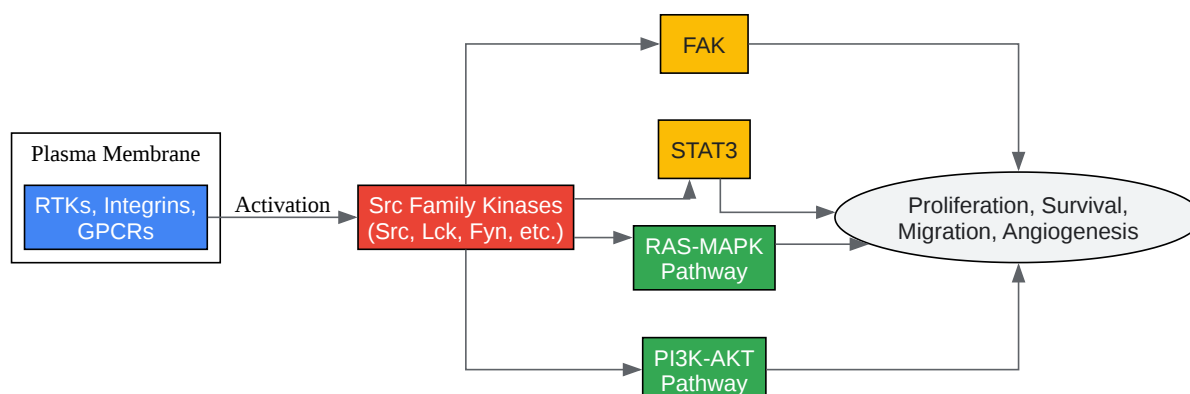 FAK
STAT3
Plasma Membrane
RTKs, Integrins,
GPCRs
Activation
Src Family Kinases
(Src, Lck, Fyn, etc.)
RAS-MAPK
Pathway
PI3K-AKT
Pathway
Proliferation, Survival,
Migration, Angiogenesis